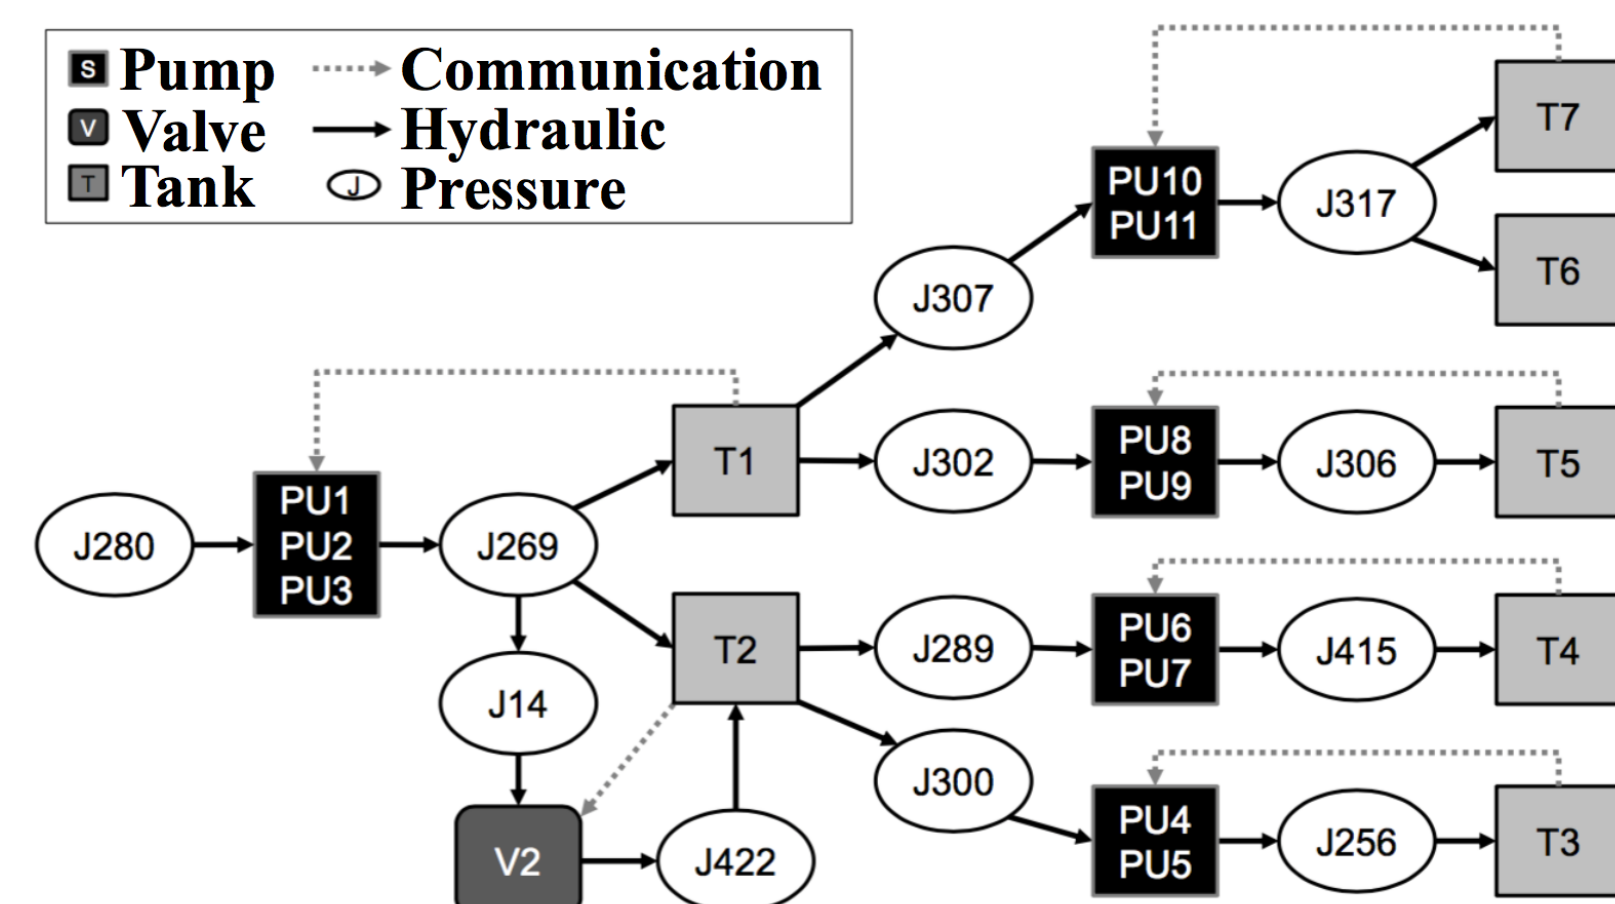 S Pump Communication
V Valve Hydraulic
T Tank J Pressure
T7
PU10
PU11
J317
T6
J307
T1
J302
PU8
PU9
J306
T5
J280
PU1
PU2
PU3
J269
T2
J289
PU6
PU7
J415
T4
J14
J300
V2
J422
PU4
PU5
J256
T3